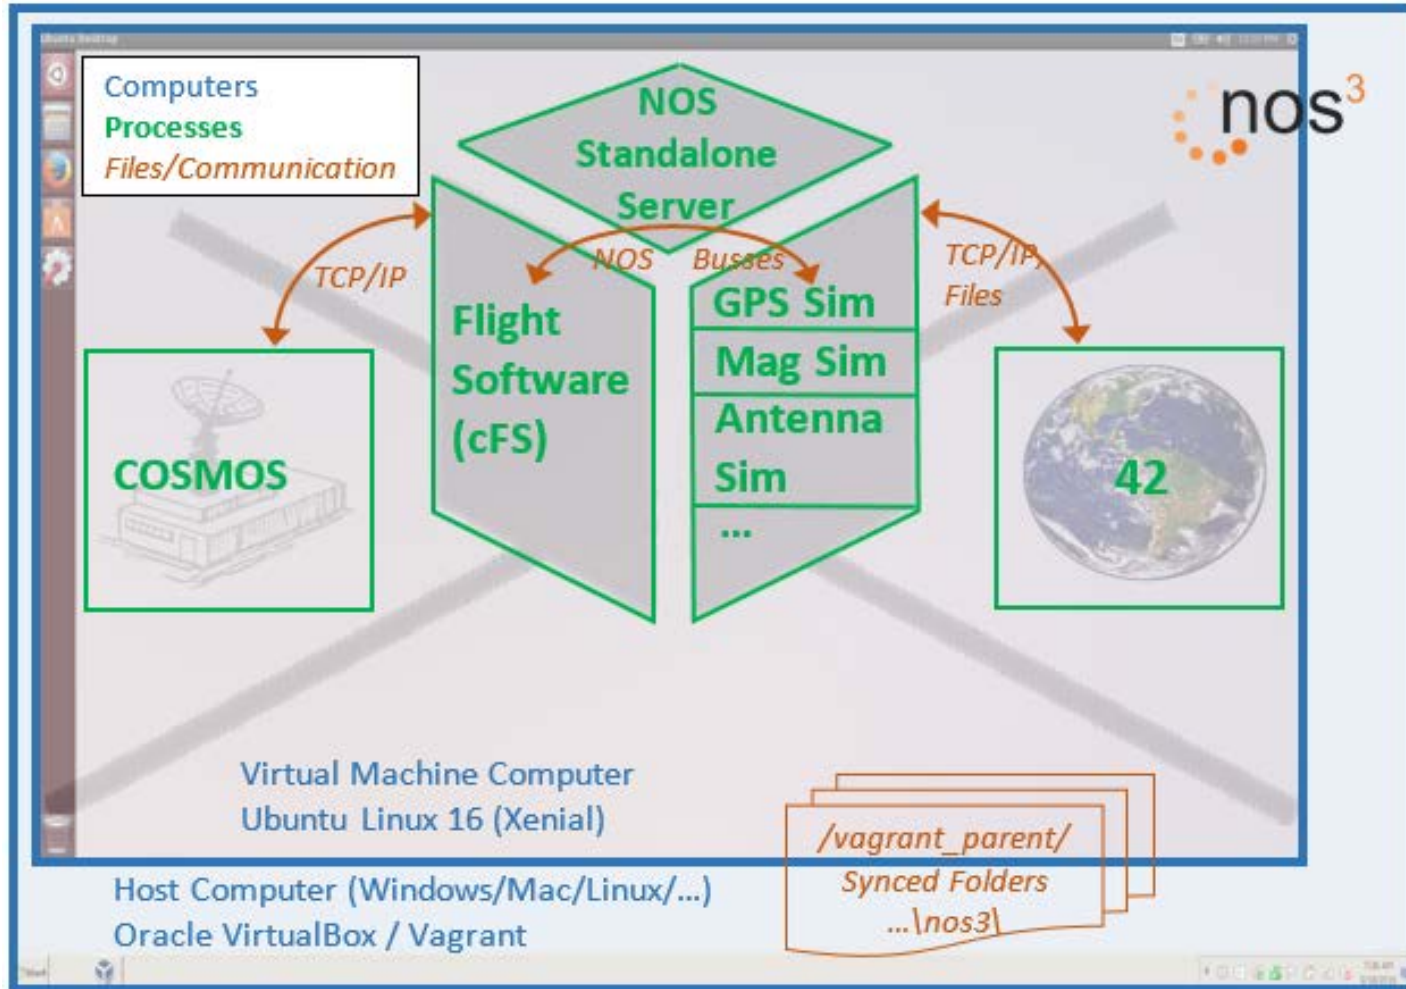 Ubuntu Desktop
Computers
Processes
Files/Communication
nos3
NOS
Standalone
Server
TCP/IP
NOS Busses
TCP/IP,
Files
Flight
Software
(cFS)
GPS Sim
Mag Sim
Antenna
Sim
...
COSMOS
42
Virtual Machine Computer
Ubuntu Linux 16 (Xenial)
/vagrant_parent/
Synced Folders
...\nos3\
Host Computer (Windows/Mac/Linux/...)
Oracle VirtualBox / Vagrant